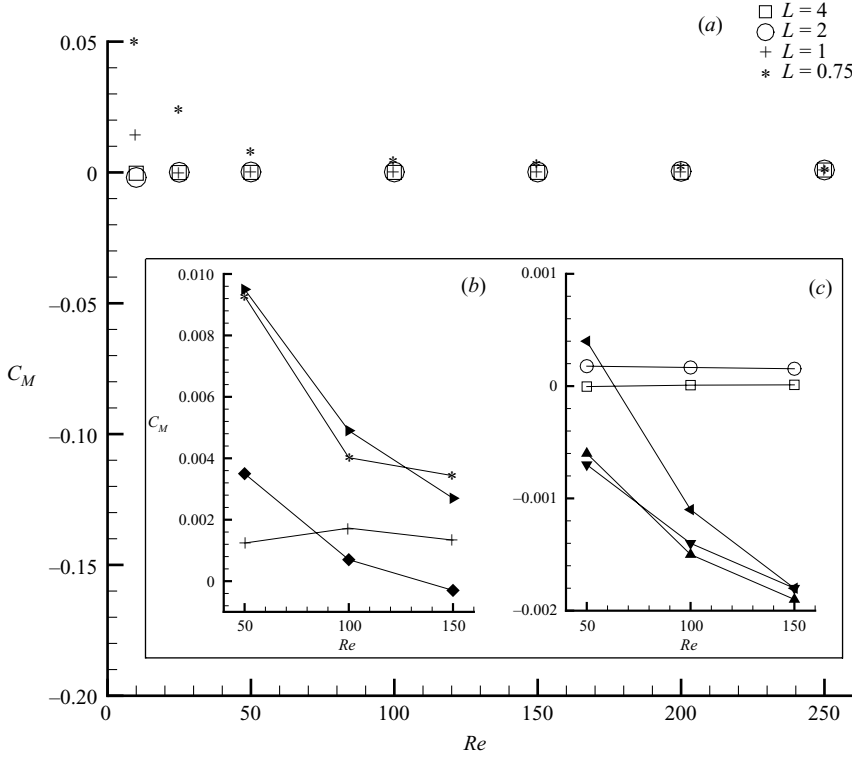 (a)
L = 4
L = 2
L = 1
L = 0.75
0.05
0
−0.05
−0.10
−0.15
−0.20
C_M
0
50
100
150
200
250
Re
(b)
0.010
0.008
0.006
C_M
0.004
0.002
0
50
100
150
Re
(c)
0.001
0
−0.001
−0.002
50
100
150
Re